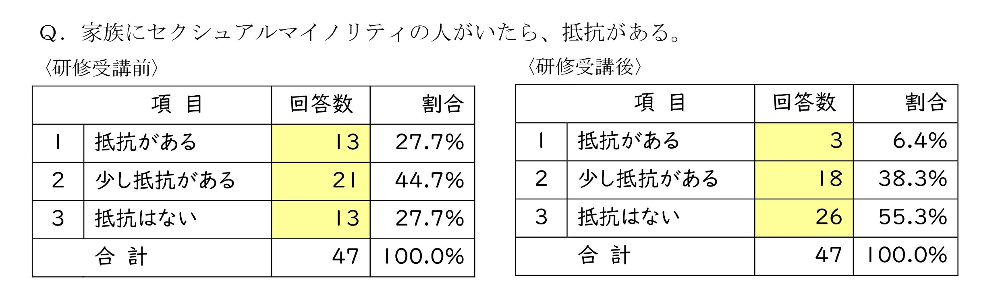 Q．家族にセクシュアルマイノリティの人がいたら、抵抗がある。
〈研修受講前〉
項 目 回答数 割合
1 抵抗がある 13 27.7%
2 少し抵抗がある 21 44.7%
3 抵抗はない 13 27.7%
合 計 47 100.0%
〈研修受講後〉
項 目 回答数 割合
1 抵抗がある 3 6.4%
2 少し抵抗がある 18 38.3%
3 抵抗はない 26 55.3%
合 計 47 100.0%